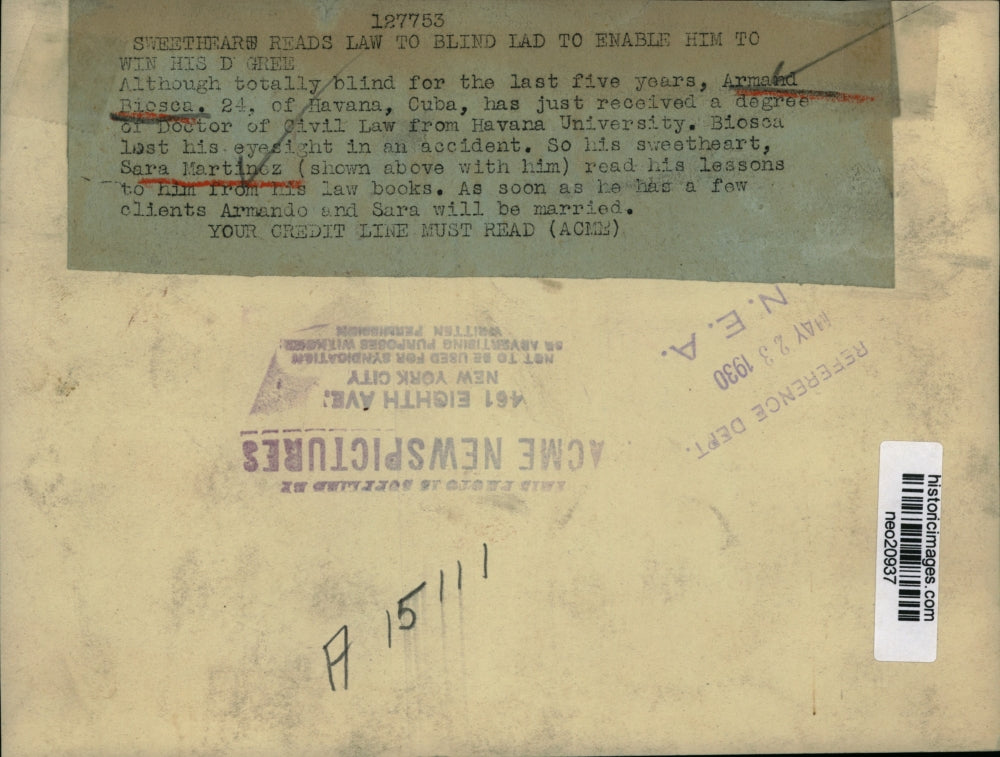 127753
SWEETHEART READS LAW TO BLIND LAD TO ENABLE HIM TO
WIN HIS D GREE
Although totally blind for the last five years, Armand
Biosca. 24, of Havana, Cuba, has just received a degree
of Doctor of Civil Law from Havana University. Biosca
lost his eyesight in an accident. So his sweetheart,
Sara Martinez (shown above with him) read his lessons
to him from his law books. As soon as he has a few
clients Armando and Sara will be married.
YOUR CREDIT LINE MUST READ (ACME)
THIS PHOTO IS SUPPLIED BY
ACME NEWSPICTURES
461 EIGHTH AVE.
NEW YORK CITY
NOT TO BE USED FOR SYNDICATION
OR ADVERTISING PURPOSES WITHOUT
WRITTEN PERMISSION
REFERENCE DEPT.
MAY 23 1930
N. E. A.
A 15111
historicimages.com
neo20937